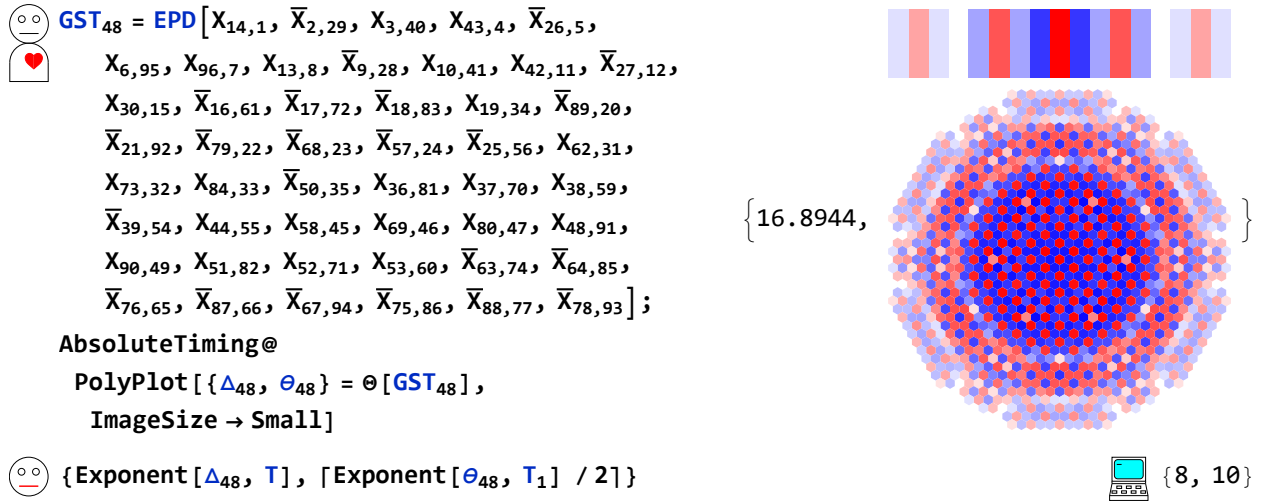 GST₄₈ = EPD[X₁₄,₁, X̅₂,₂₉, X₃,₄₀, X₄₃,₄, X̅₂₆,₅,
X₆,₉₅, X₉₆,₇, X₁₃,₈, X̅₉,₂₈, X₁₀,₄₁, X₄₂,₁₁, X̅₂₇,₁₂,
X₃₀,₁₅, X̅₁₆,₆₁, X̅₁₇,₇₂, X̅₁₈,₈₃, X₁₉,₃₄, X̅₈₉,₂₀,
X̅₂₁,₉₂, X̅₇₉,₂₂, X̅₆₈,₂₃, X̅₅₇,₂₄, X̅₂₅,₅₆, X₆₂,₃₁,
X₇₃,₃₂, X₈₄,₃₃, X̅₅₀,₃₅, X₃₆,₈₁, X₃₇,₇₀, X₃₈,₅₉,
X̅₃₉,₅₄, X₄₄,₅₅, X₅₈,₄₅, X₆₉,₄₆, X₈₀,₄₇, X₄₈,₉₁,
X₉₀,₄₉, X₅₁,₈₂, X₅₂,₇₁, X₅₃,₆₀, X̅₆₃,₇₄, X̅₆₄,₈₅,
X̅₇₆,₆₅, X̅₈₇,₆₆, X̅₆₇,₉₄, X̅₇₅,₈₆, X̅₈₈,₇₇, X̅₇₈,₉₃];
AbsoluteTiming@
PolyPlot[{Δ₄₈, θ₄₈} = Θ[GST₄₈],
ImageSize → Small]
{16.8944, }
{Exponent[Δ₄₈, T], ⌈Exponent[θ₄₈, T₁] / 2⌉}
{8, 10}